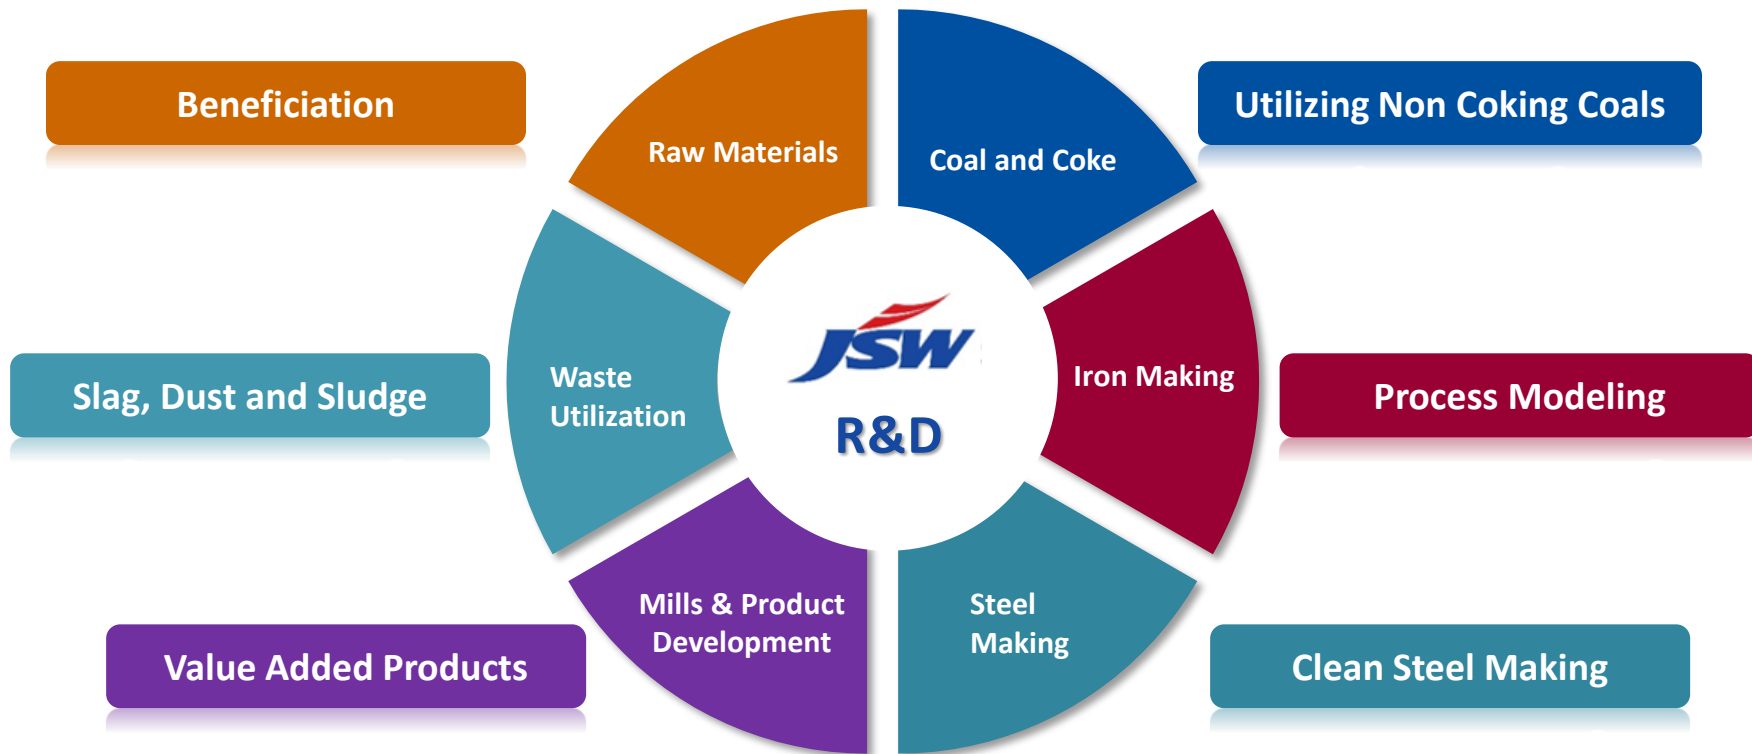 Beneficiation
Raw Materials
Coal and Coke
Utilizing Non Coking Coals
Slag, Dust and Sludge
Waste
Utilization
JSW
R&D
Iron Making
Process Modeling
Value Added Products
Mills & Product
Development
Steel
Making
Clean Steel Making